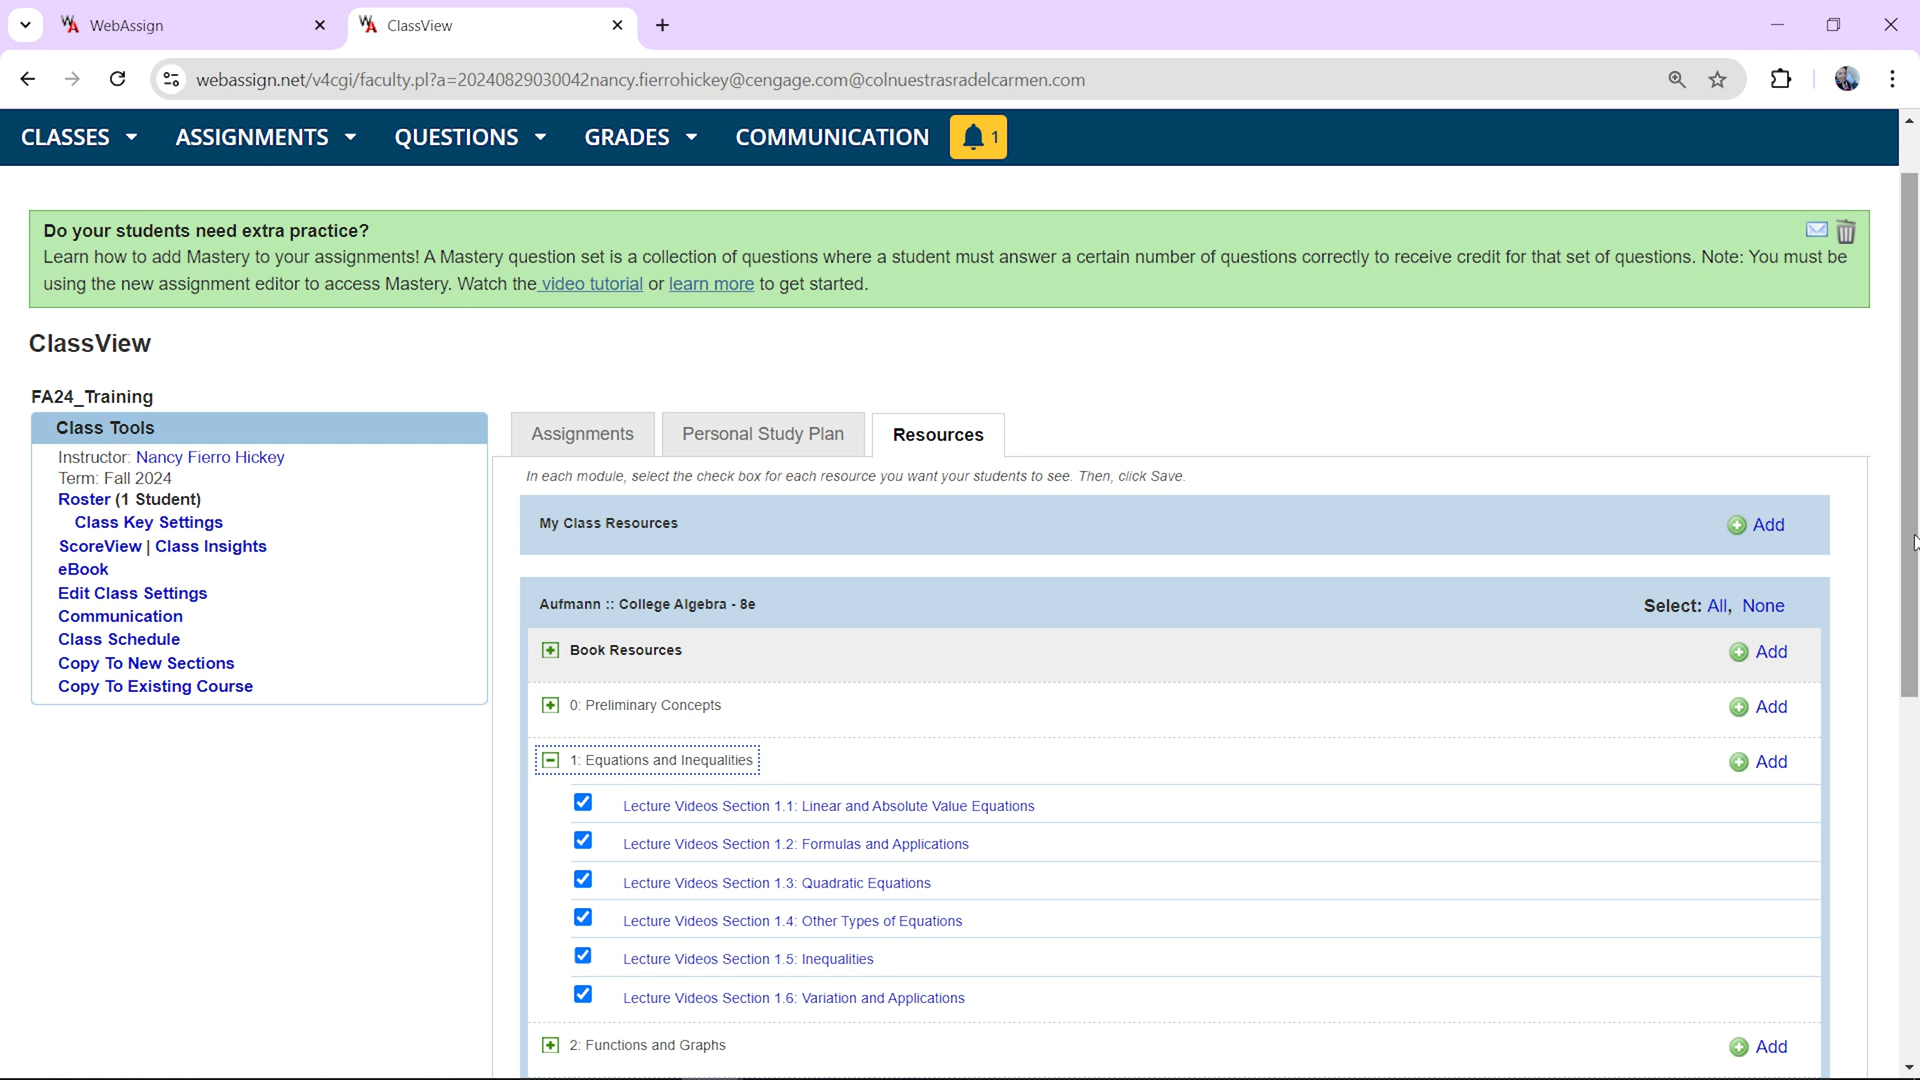 WebAssign
ClassView
webassign.net/v4cgi/faculty.pl?a=20240829030042nancy.fierrohickey@cengage.com@colnuestrasradelcarmen.com
CLASSES ASSIGNMENTS QUESTIONS GRADES COMMUNICATION 1
Do your students need extra practice?
Learn how to add Mastery to your assignments! A Mastery question set is a collection of questions where a student must answer a certain number of questions correctly to receive credit for that set of questions. Note: You must be
using the new assignment editor to access Mastery. Watch the video tutorial or learn more to get started.
ClassView
FA24_Training
Class Tools
Instructor: Nancy Fierro Hickey
Term: Fall 2024
Roster (1 Student)
Class Key Settings
ScoreView | Class Insights
eBook
Edit Class Settings
Communication
Class Schedule
Copy To New Sections
Copy To Existing Course
Assignments Personal Study Plan Resources
In each module, select the check box for each resource you want your students to see. Then, click Save.
My Class Resources Add
Aufmann :: College Algebra - 8e Select: All, None
Book Resources Add
0: Preliminary Concepts Add
1: Equations and Inequalities Add
Lecture Videos Section 1.1: Linear and Absolute Value Equations
Lecture Videos Section 1.2: Formulas and Applications
Lecture Videos Section 1.3: Quadratic Equations
Lecture Videos Section 1.4: Other Types of Equations
Lecture Videos Section 1.5: Inequalities
Lecture Videos Section 1.6: Variation and Applications
2: Functions and Graphs Add